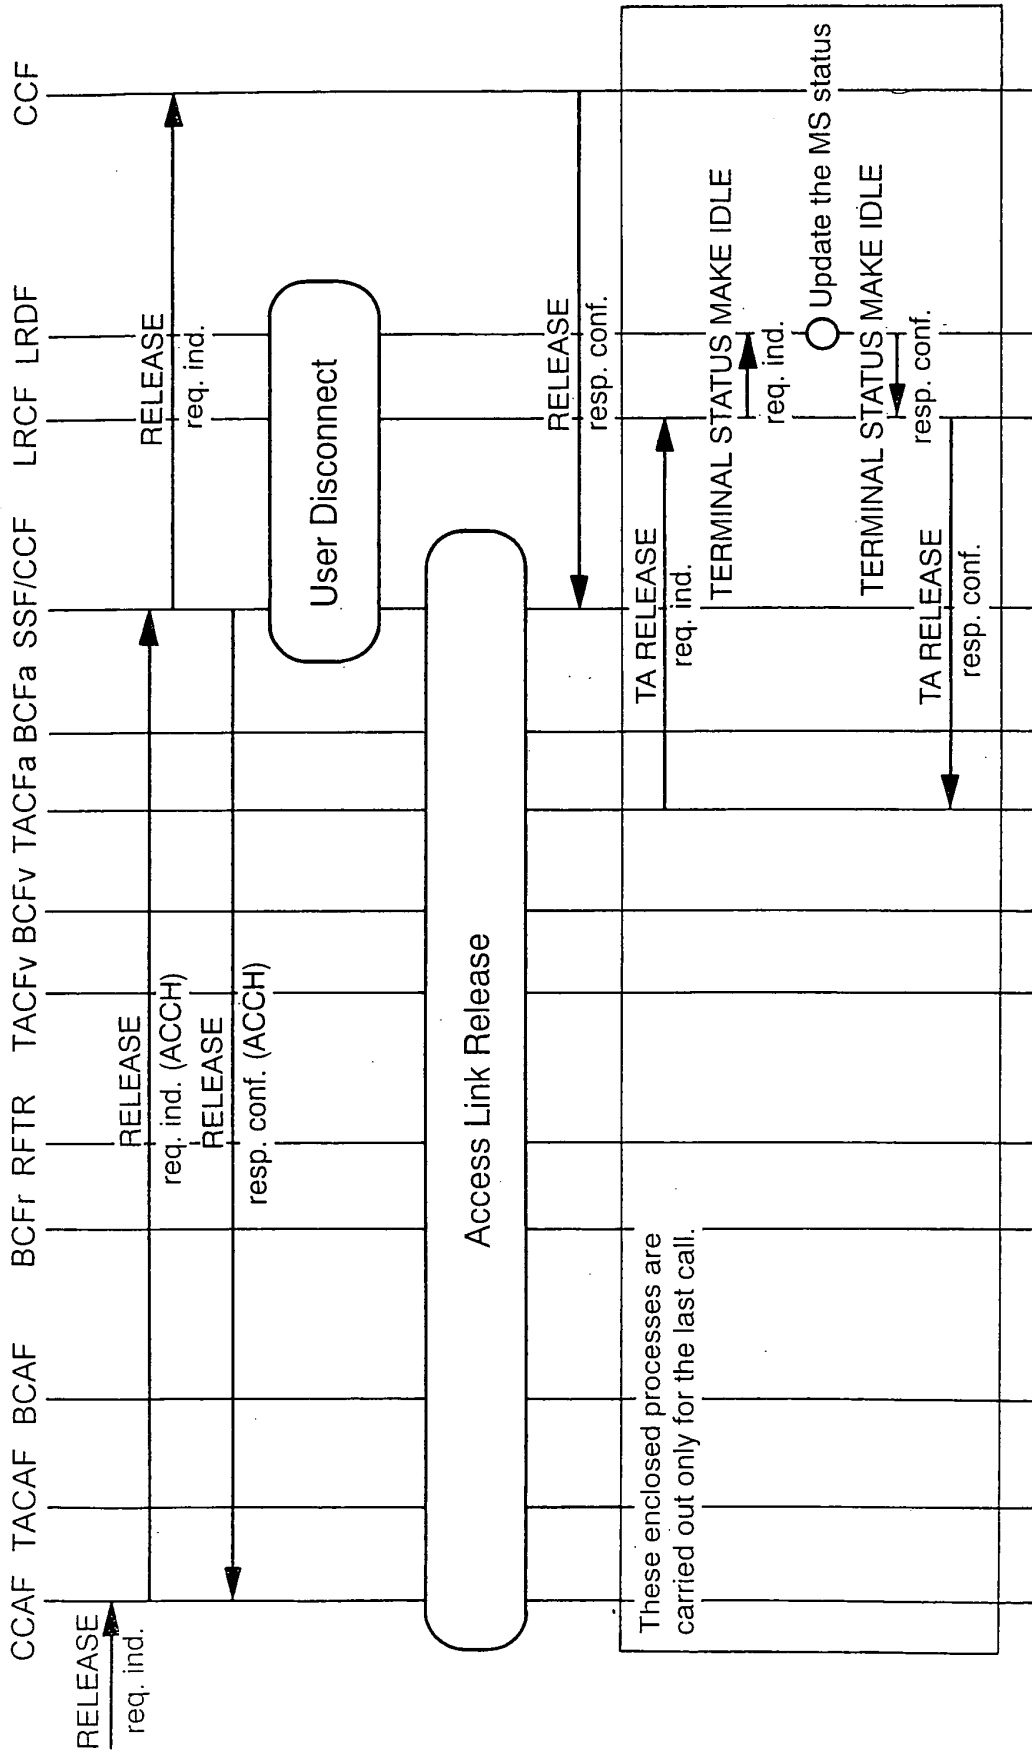 CCAF TACAF BCAF BCFr RFTR TACFv BCFv TACFa BCFa SSF/CCF LRCF LRDF CCF
RELEASE
req. ind.
RELEASE
req. ind. (ACCH)
RELEASE
req. ind.
RELEASE
resp. conf. (ACCH)
User Disconnect
Access Link Release
RELEASE
resp. conf.
These enclosed processes are
carried out only for the last call.
TA RELEASE
req. ind.
TERMINAL STATUS MAKE IDLE
req. ind.
Update the MS status
TERMINAL STATUS MAKE IDLE
resp. conf.
TA RELEASE
resp. conf.